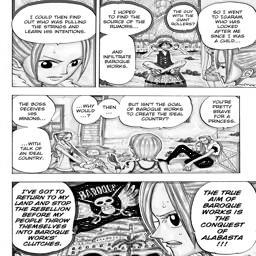 SO I WENT
TO IGARAM,
WHO HAS
LOOKED
AFTER ME
SINCE I
WAS A
CHILD...
THE GUY
WITH THE
GIANT
ROLLERS?
I HOPED
TO FIND
THE SOURCE
OF THE
RUMORS...
AND
INFILTRATE
BAROQUE
WORKS.
I COULD
THEN FIND
OUT WHO WAS
PULLING THE
STRINGS AND
LEARN HIS
INTENTIONS.
YOU'RE
PRETTY
BRAVE
FOR A
PRINCESS.
BUT ISN'T THE GOAL
OF BAROQUE WORKS
TO CREATE THE IDEAL
COUNTRY?
THEN
...
...WHY
WOULD
...?
THE BOSS
DECEIVES
HIS
MINIONS...
...WITH
TALK OF
AN IDEAL
COUNTRY.
THE TRUE
AIM OF
BAROQUE
WORKS IS
THE
CONQUEST
OF
ALABASTA
!!!
BAROQUE
I'VE GOT TO
RETURN TO
MY LAND AND
STOP THE
REBELLION
BEFORE MY
PEOPLE THROW
THEMSELVES
INTO BAROQUE
WORKS'
CLUTCHES.